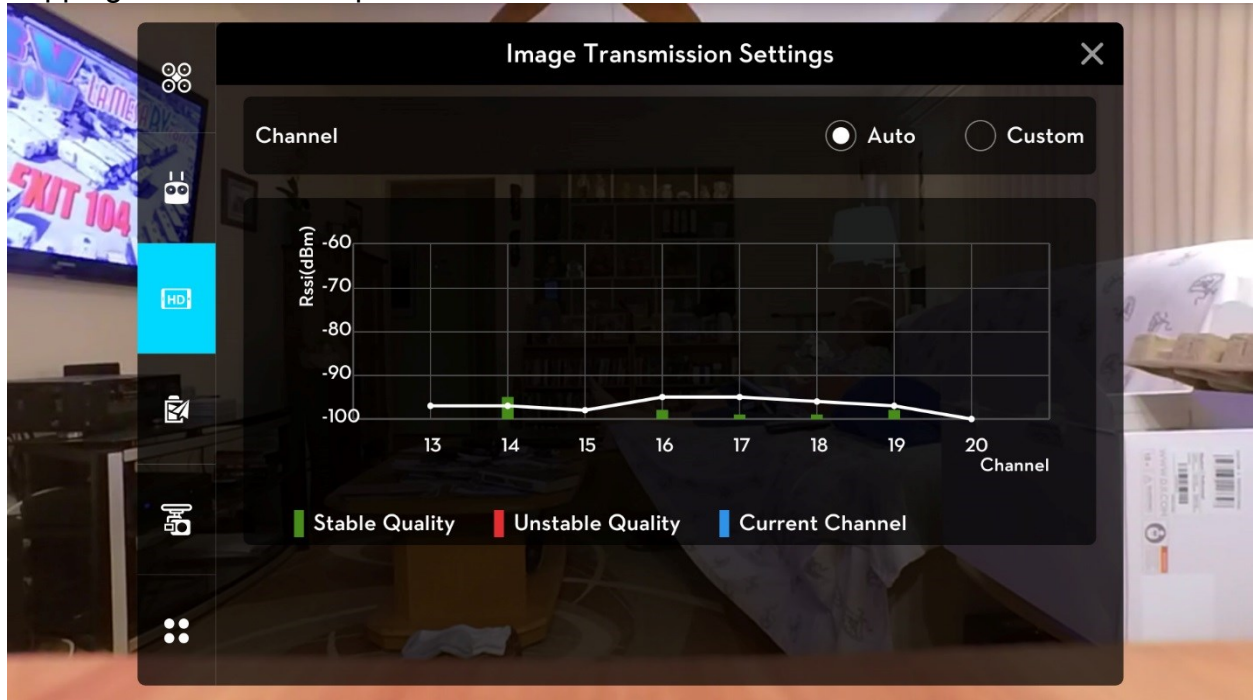 Image Transmission Settings
Channel
Auto
Custom
Rssi(dBm)
-60
-70
-80
-90
-100
13 14 15 16 17 18 19 20
Channel
Stable Quality Unstable Quality Current Channel
HD
EXIT 104